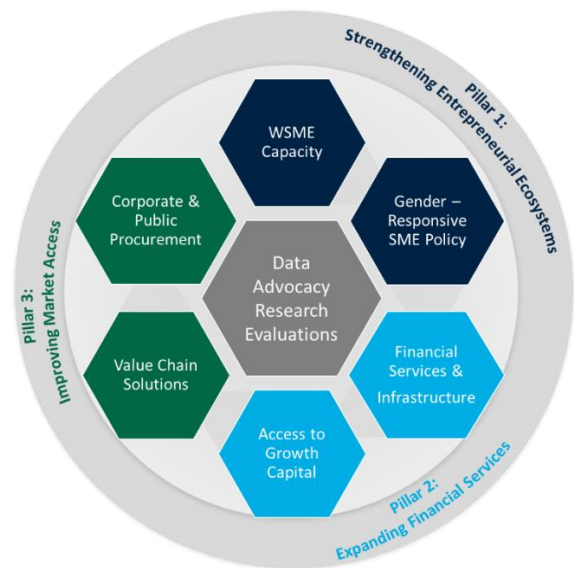 Pillar 1:
Strengthening Entrepreneurial Ecosystems
WSME
Capacity
Gender –
Responsive
SME Policy
Corporate &
Public
Procurement
Data
Advocacy
Research
Evaluations
Financial
Services &
Infrastructure
Value Chain
Solutions
Access to
Growth
Capital
Pillar 2:
Expanding Financial Services
Pillar 3:
Improving Market Access